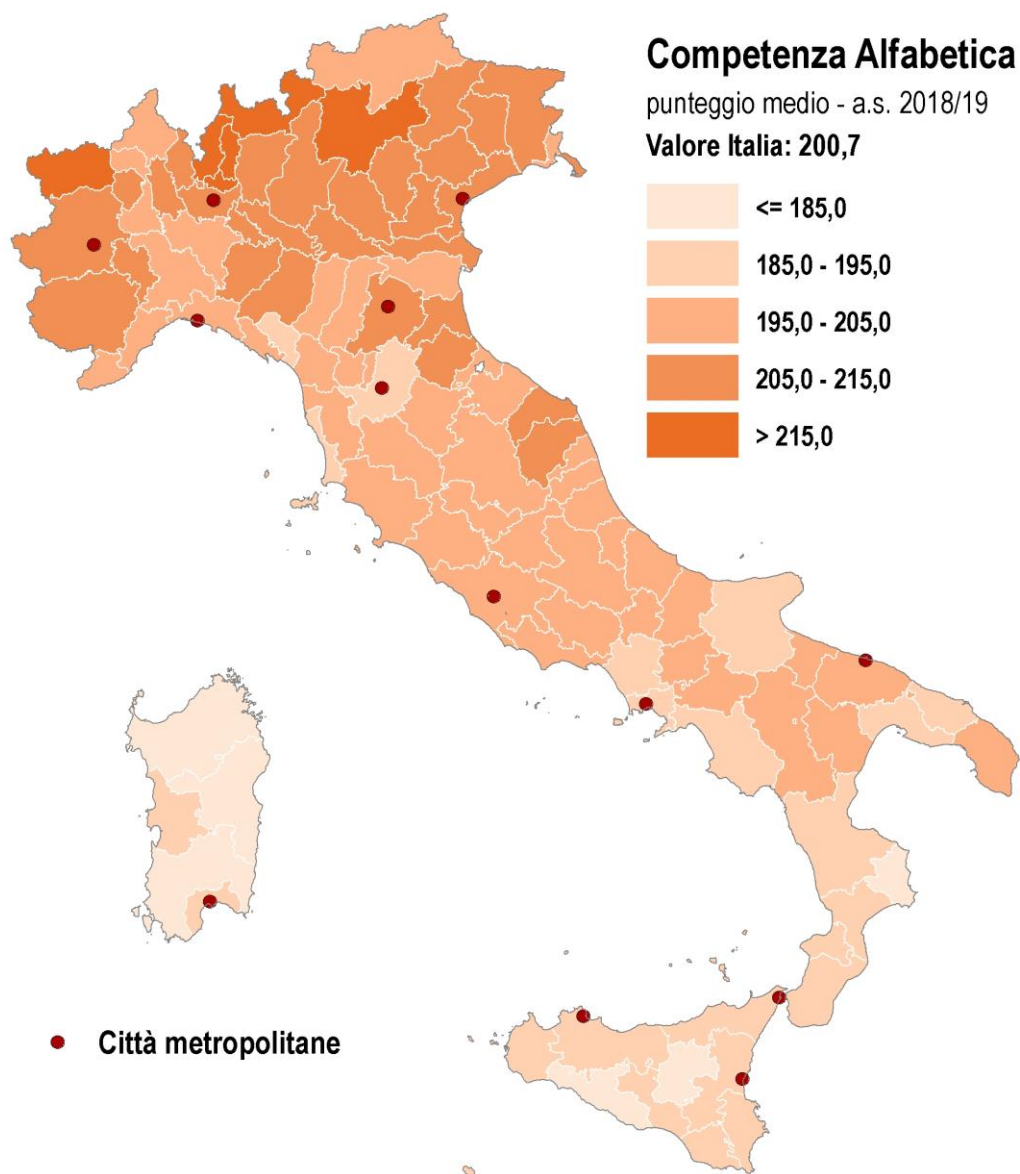 Competenza Alfabetica
punteggio medio - a.s. 2018/19
Valore Italia: 200,7
<= 185,0
185,0 - 195,0
195,0 - 205,0
205,0 - 215,0
> 215,0
Città metropolitane